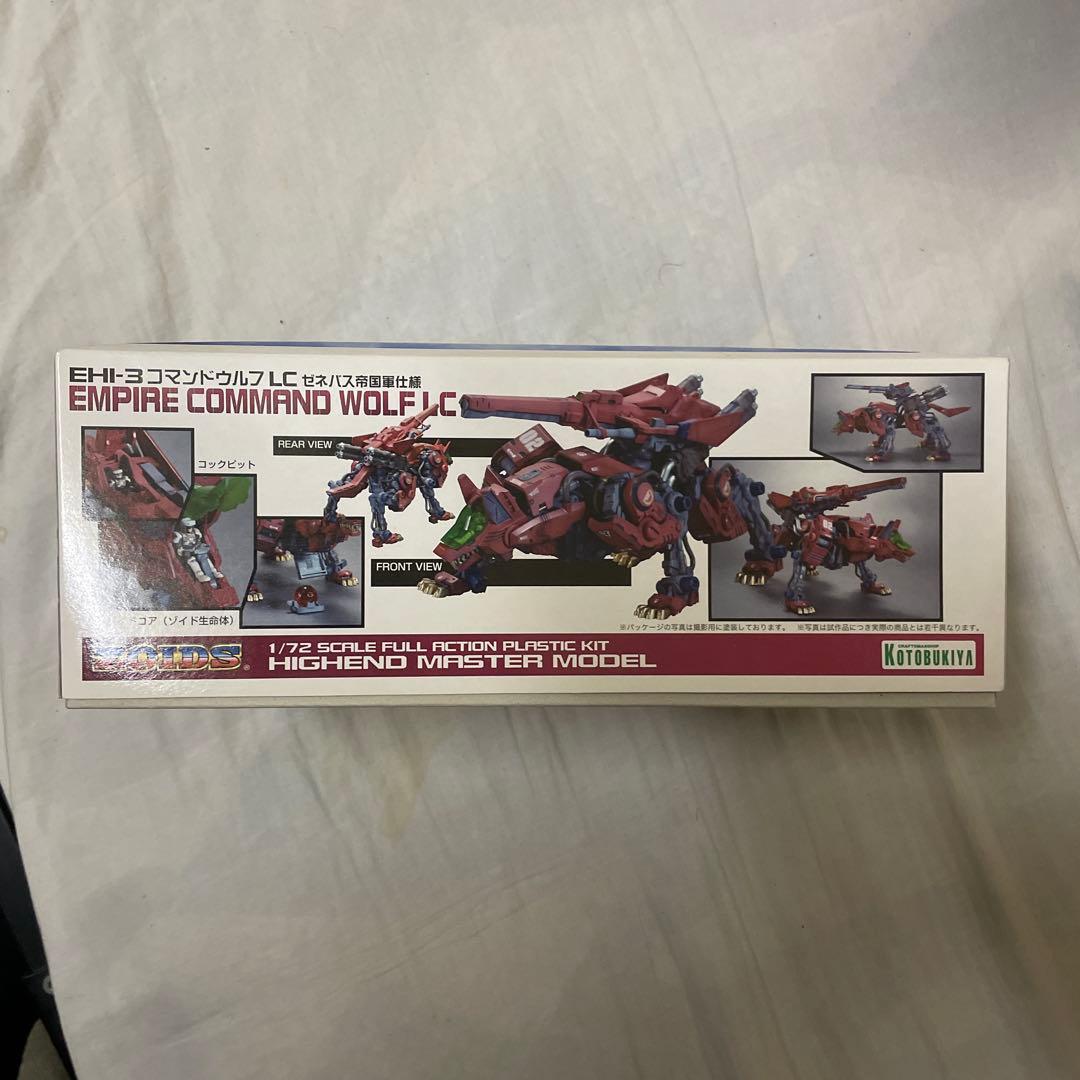 EHI-3 コマンドウルフ LC ゼネバス帝国軍仕様
EMPIRE COMMAND WOLF LC
コックピット
REAR VIEW
FRONT VIEW
02
コア（ゾイド生命体）
※パッケージの写真は撮影用に塗装しております。 ※写真は試作品につき実際の商品とは若干異なります。
ZOIDS®
1/72 SCALE FULL ACTION PLASTIC KIT
HIGHEND MASTER MODEL
CRAFTSMANSHIP
KOTOBUKIYA